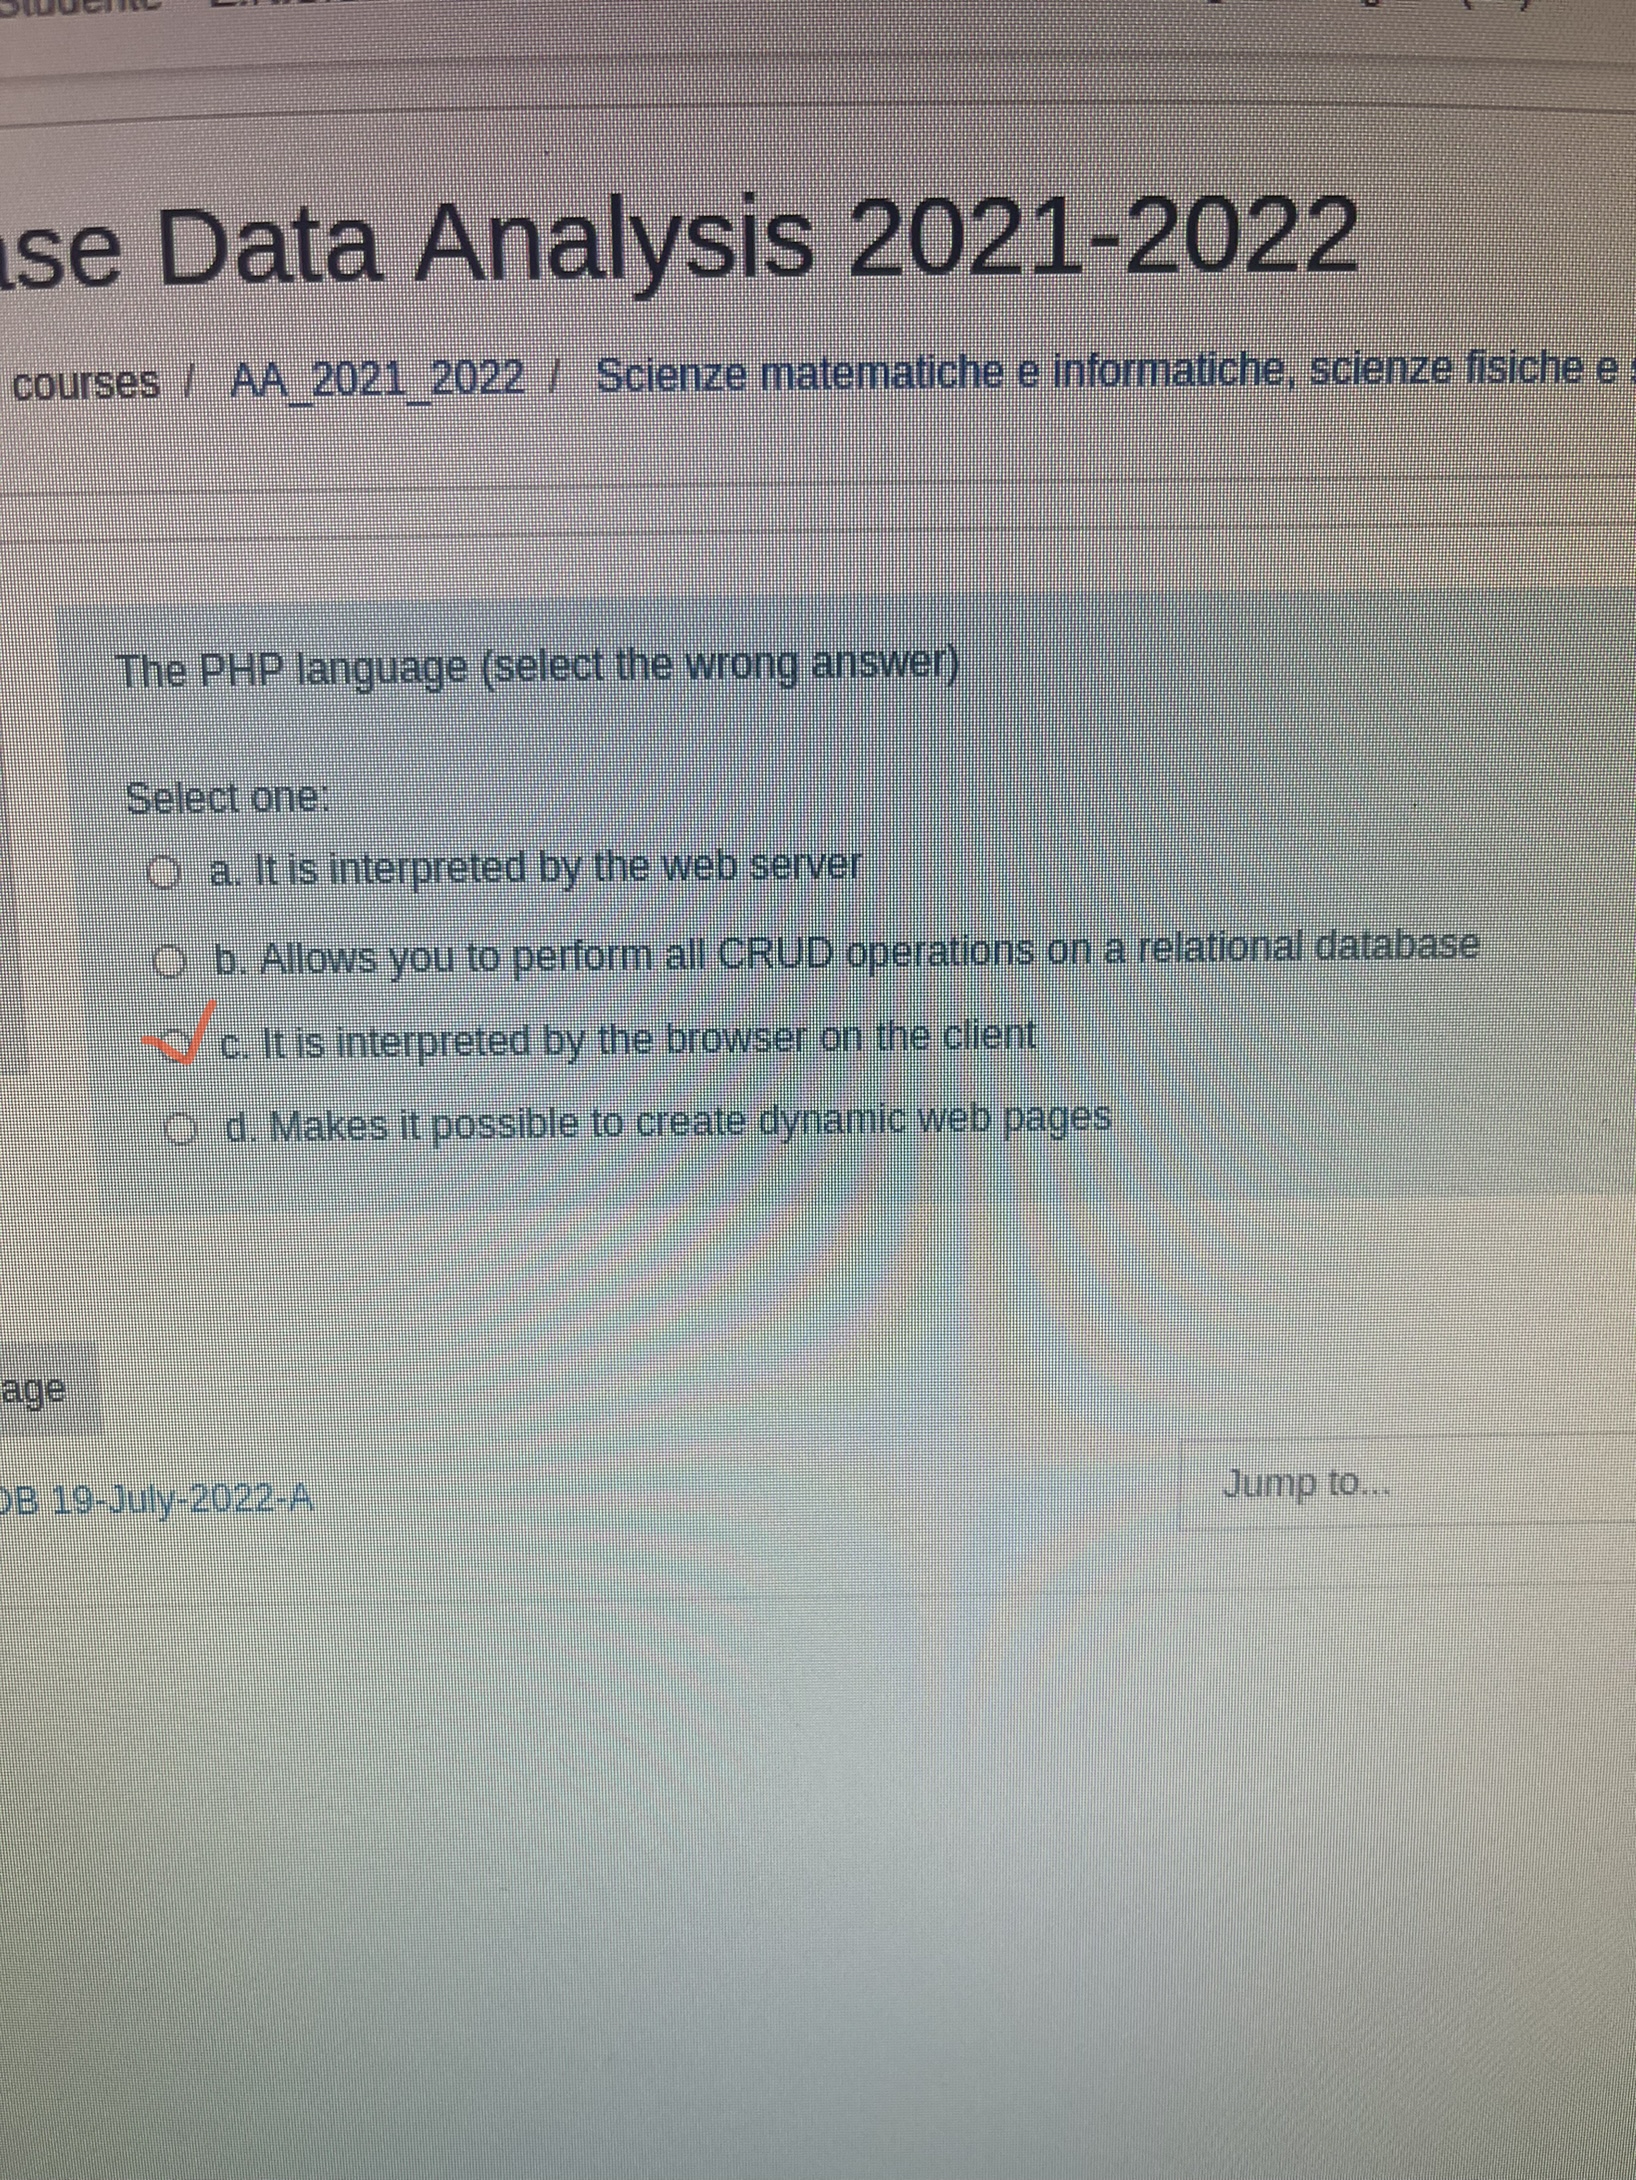 Studente
se Data Analysis 2021-2022
courses / AA_2021_2022 / Scienze matematiche e informatiche, scienze fisiche e
The PHP language (select the wrong answer)
Select one:
a. It is interpreted by the web server
b. Allows you to perform all CRUD operations on a relational database
c. It is interpreted by the browser on the client
d. Makes it possible to create dynamic web pages
age
DB 19-July-2022-A
Jump to...